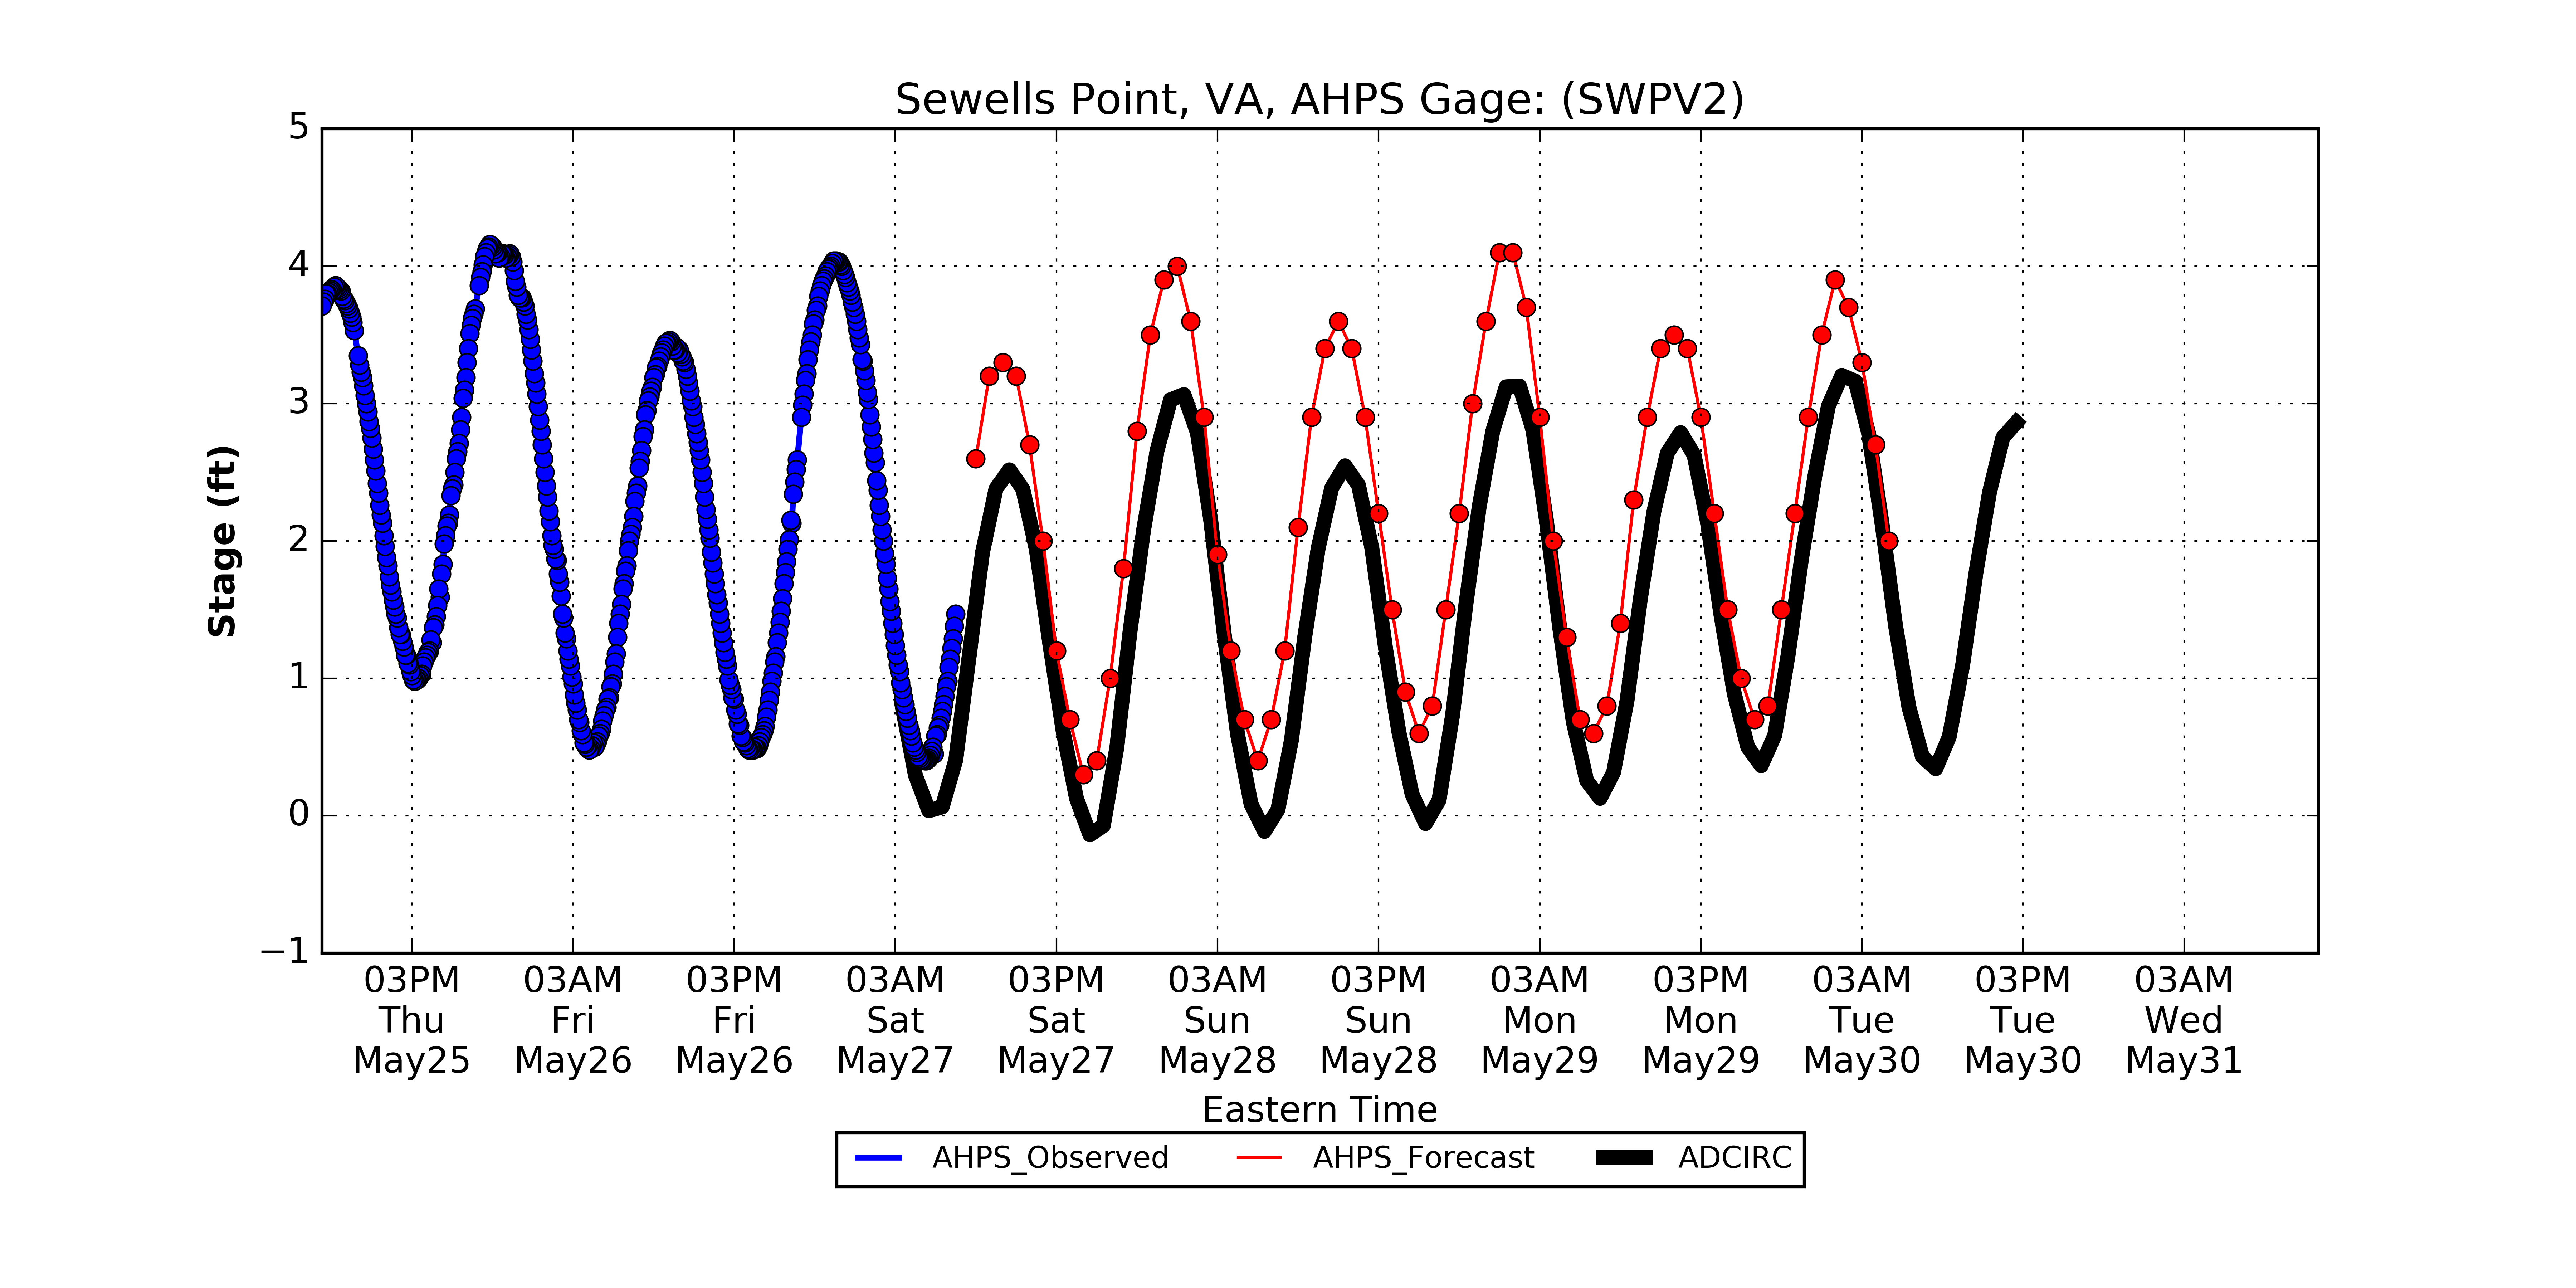 Sewells Point, VA, AHPS Gage: (SWPV2)
5
4
3
2
1
0
−1
Stage (ft)
03PM 03AM 03PM 03AM 03PM 03AM 03PM 03AM 03PM 03AM 03PM 03AM
Thu Fri Fri Sat Sat Sun Sun Mon Mon Tue Tue Wed
May25 May26 May26 May27 May27 May28 May28 May29 May29 May30 May30 May31
Eastern Time
AHPS_Observed AHPS_Forecast ADCIRC